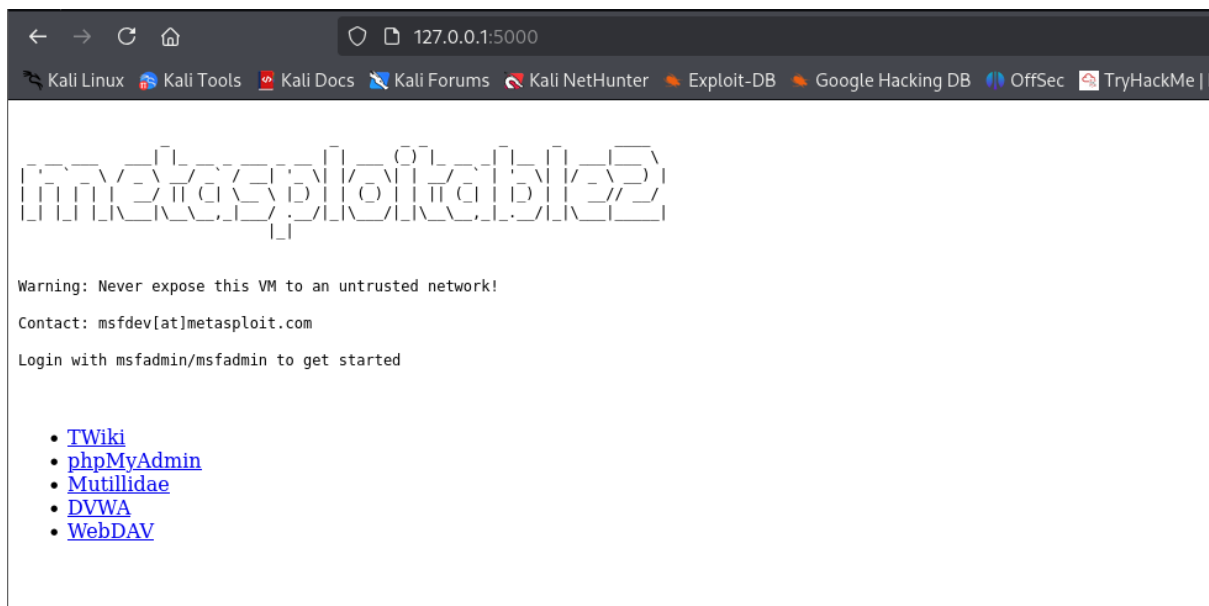 127.0.0.1:5000
Kali Linux Kali Tools Kali Docs Kali Forums Kali NetHunter Exploit-DB Google Hacking DB OffSec TryHackMe |
metasploitable2
Warning: Never expose this VM to an untrusted network!
Contact: msfdev[at]metasploit.com
Login with msfadmin/msfadmin to get started
TWiki
phpMyAdmin
Mutillidae
DVWA
WebDAV